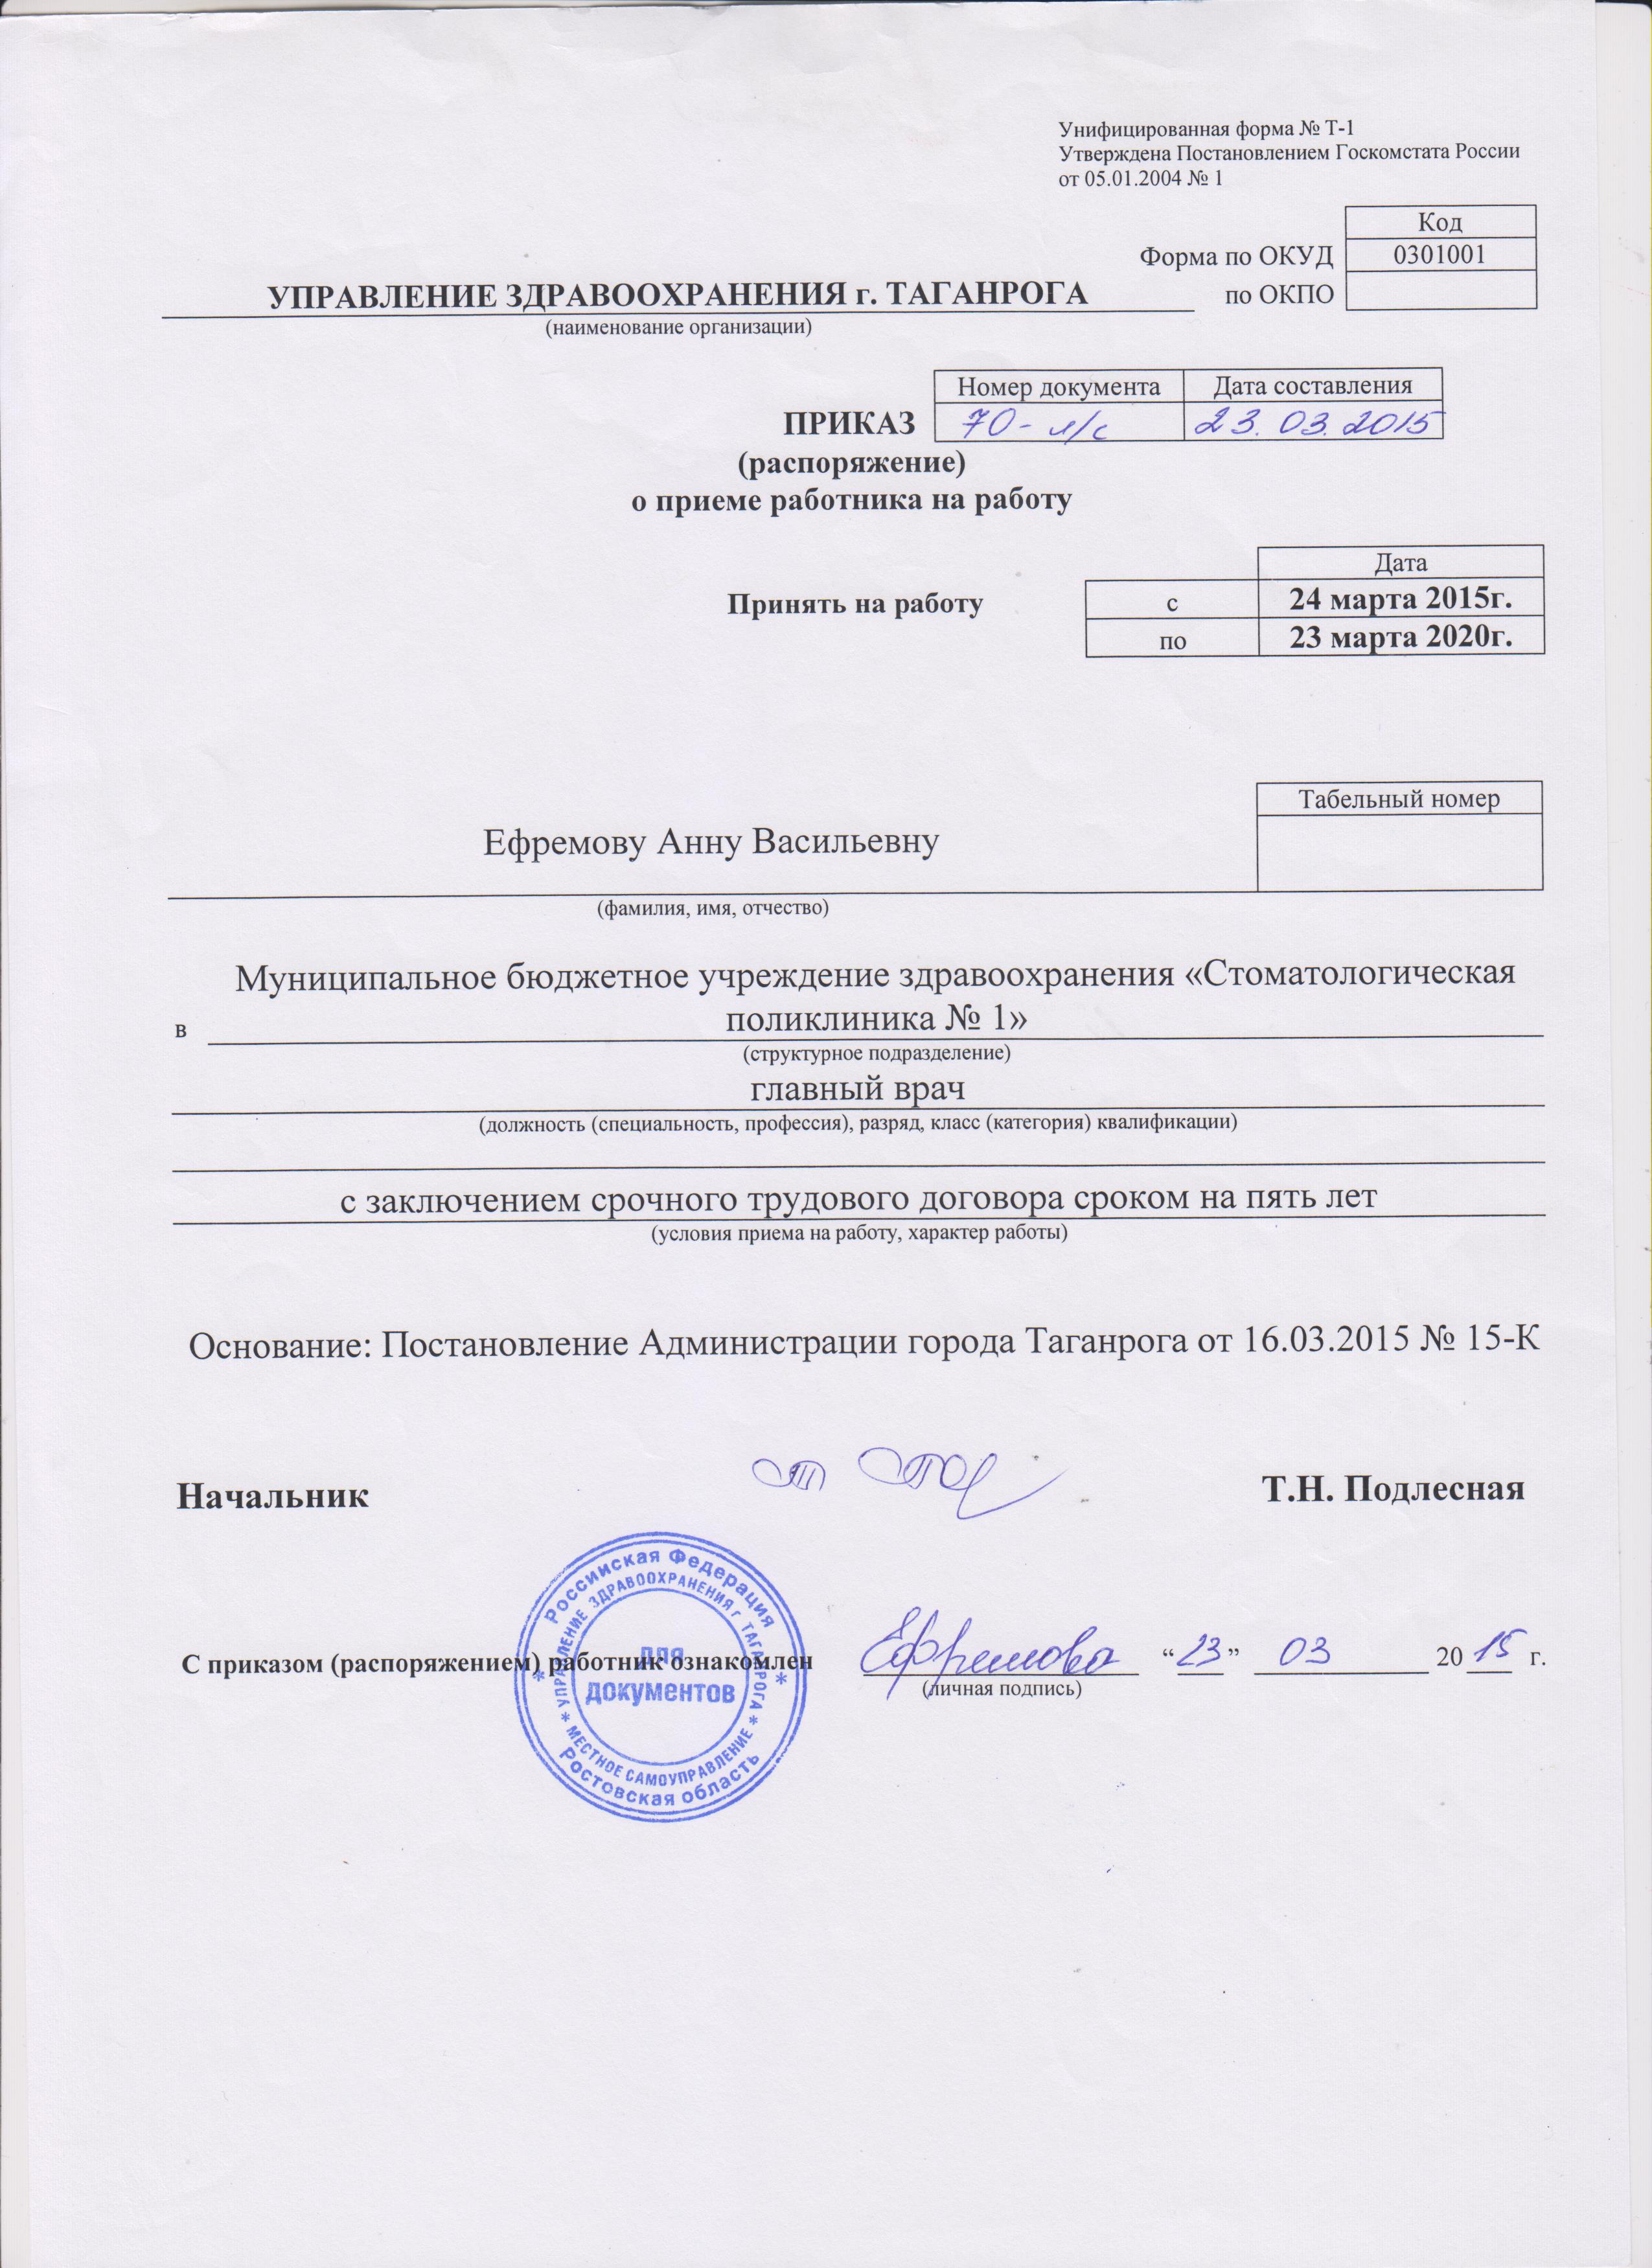 Унифицированная форма № Т-1
Утверждена Постановлением Госкомстата России
от 05.01.2004 № 1
Код
Форма по ОКУД 0301001
УПРАВЛЕНИЕ ЗДРАВООХРАНЕНИЯ г. ТАГАНРОГА по ОКПО
(наименование организации)
Номер документа Дата составления
ПРИКАЗ 70-л/с 23.03.2015
(распоряжение)
о приеме работника на работу
Дата
Принять на работу с 24 марта 2015г.
по 23 марта 2020г.
Табельный номер
Ефремову Анну Васильевну
(фамилия, имя, отчество)
Муниципальное бюджетное учреждение здравоохранения «Стоматологическая
в поликлиника № 1»
(структурное подразделение)
главный врач
(должность (специальность, профессия), разряд, класс (категория) квалификации)
с заключением срочного трудового договора сроком на пять лет
(условия приема на работу, характер работы)
Основание: Постановление Администрации города Таганрога от 16.03.2015 № 15-К
Начальник Т.Н. Подлесная
Российская Федерация
УПРАВЛЕНИЕ ЗДРАВООХРАНЕНИЯ г ТАГАНРОГА
С приказом (распоряжением) работник ознакомлен Ефремова “23” 03 2015 г.
(личная подпись)
для
документов
* МЕСТНОЕ САМОУПРАВЛЕНИЕ *
Ростовская область